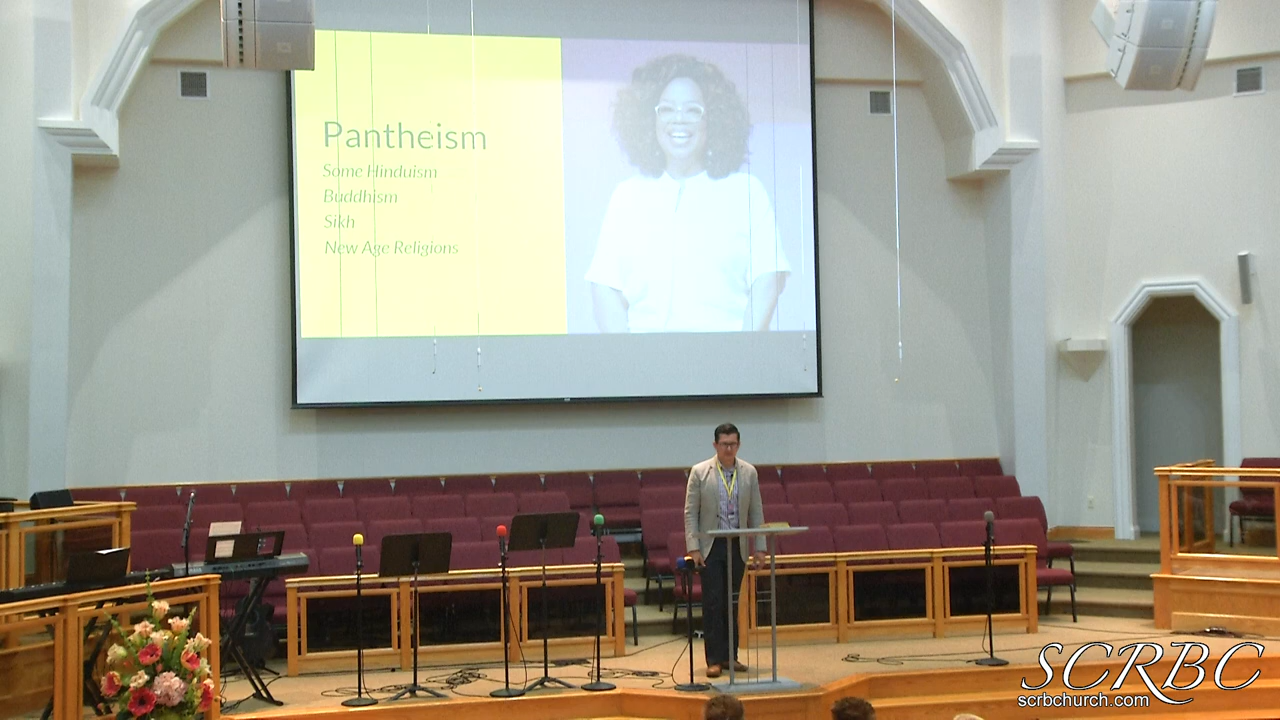 Pantheism
Some Hinduism
Buddhism
Sikh
New Age Religions
SCRBC
scrbchurch.com